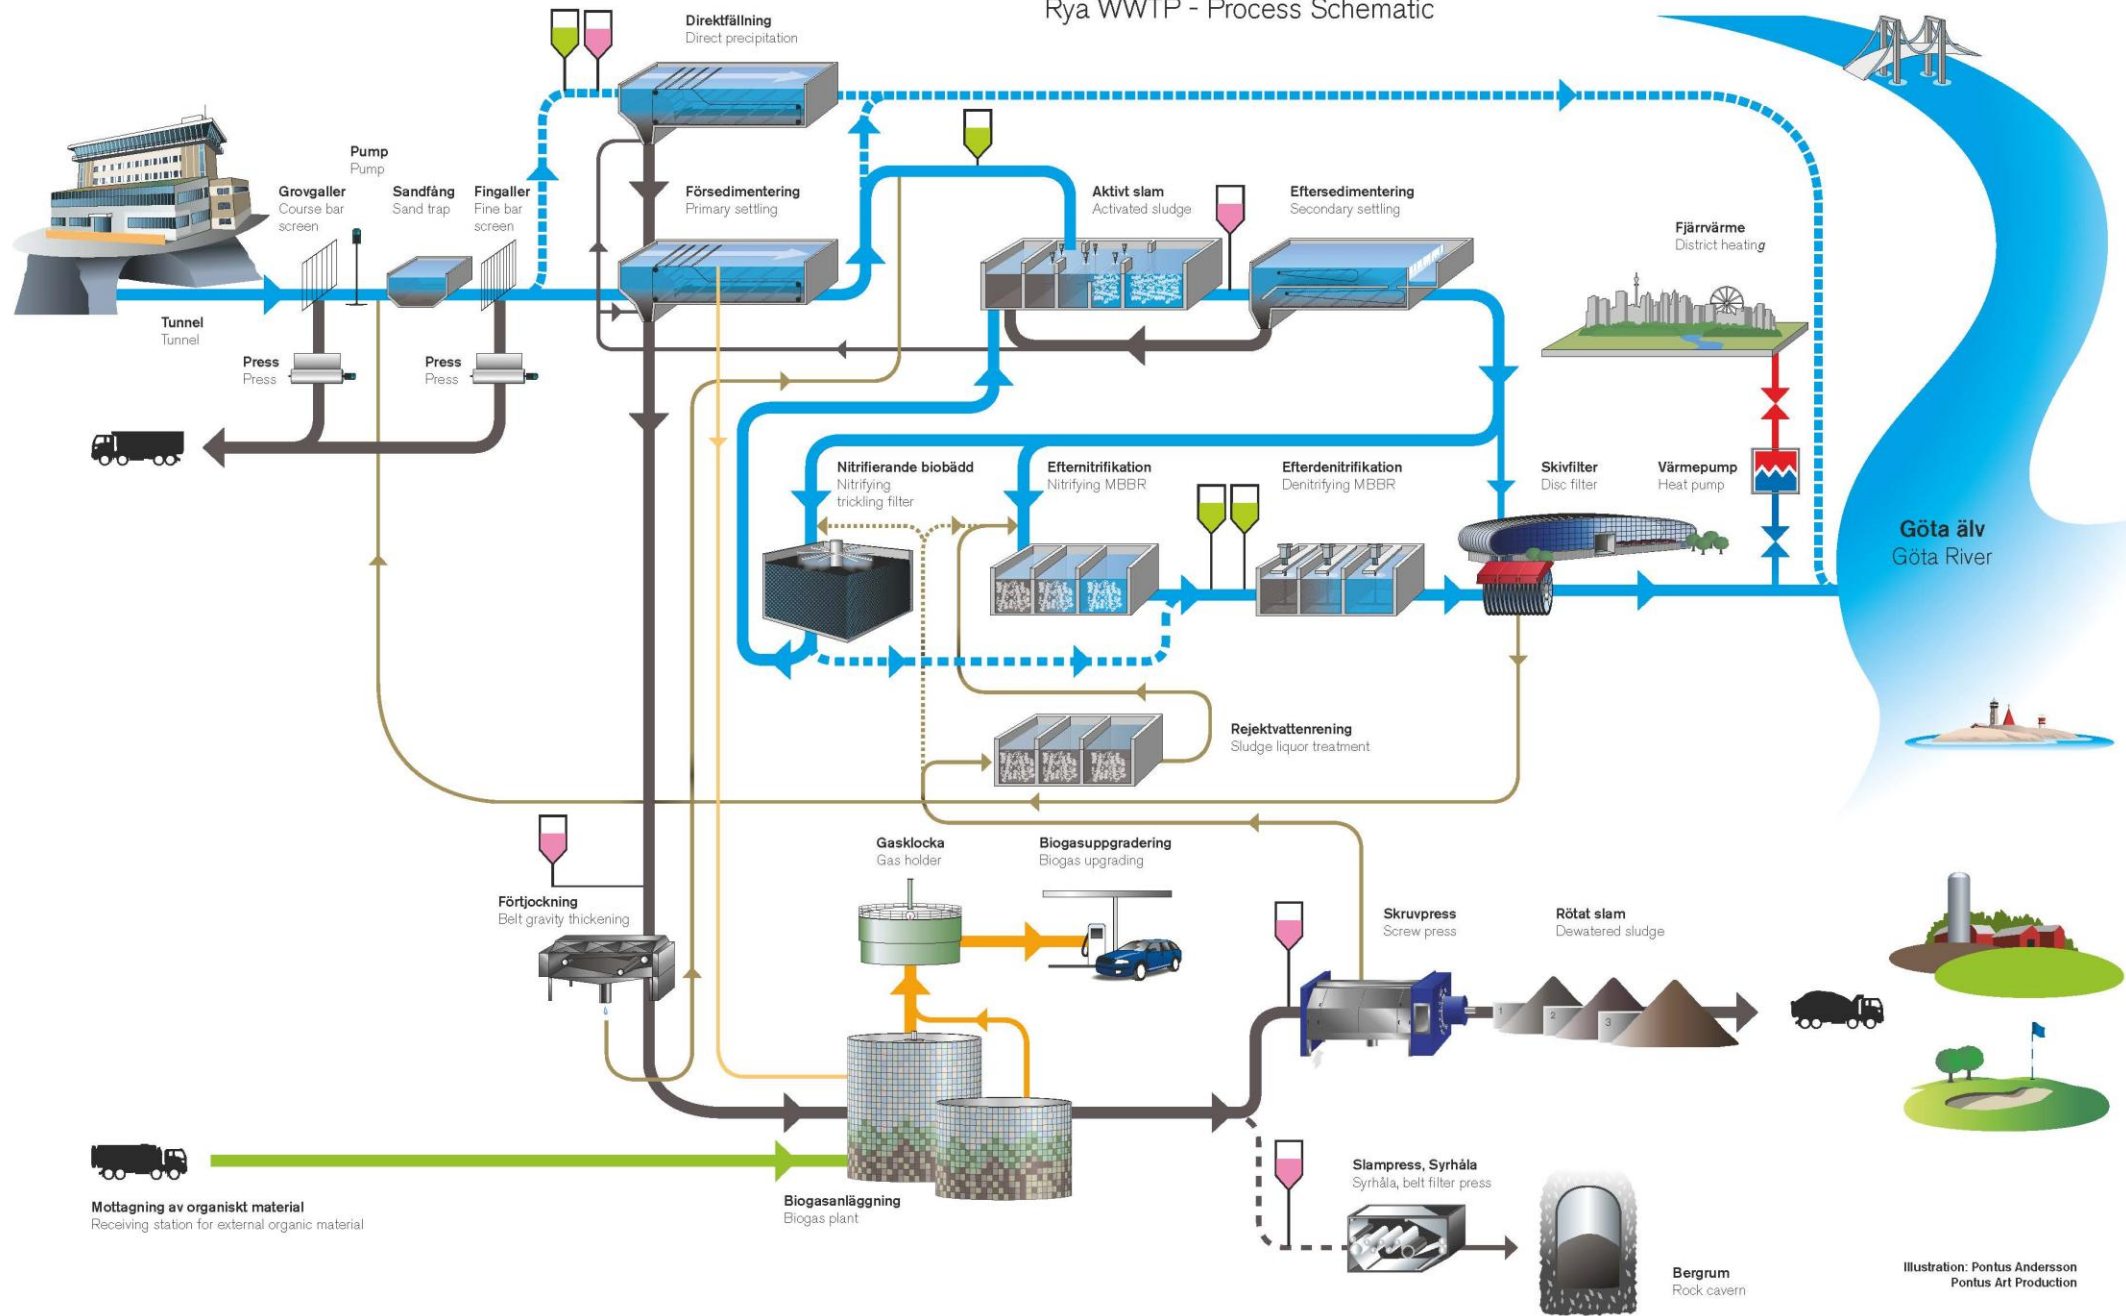 Rya WWTP - Process Schematic
Direktfällning
Direct precipitation
Pump
Pump
Grovgaller
Course bar
screen
Sandfång
Sand trap
Fingaller
Fine bar
screen
Försedimentering
Primary settling
Aktivt slam
Activated sludge
Eftersedimentering
Secondary settling
Fjärrvärme
District heating
Tunnel
Tunnel
Press
Press
Press
Press
Nitrifierande biobädd
Nitrifying
trickling filter
Efternitrifikation
Nitrifying MBBR
Efterdenitrifikation
Denitrifying MBBR
Skivfilter
Disc filter
Värmepump
Heat pump
Göta älv
Göta River
Rejektvattenrening
Sludge liquor treatment
Gasklocka
Gas holder
Biogasuppgradering
Biogas upgrading
Förtjockning
Belt gravity thickening
Skruvpress
Screw press
Rötat slam
Dewatered sludge
1
2
3
Slampress, Syrhåla
Syrhåla, belt filter press
Mottagning av organiskt material
Receiving station for external organic material
Biogasanläggning
Biogas plant
Bergrum
Rock cavern
Illustration: Pontus Andersson
Pontus Art Production